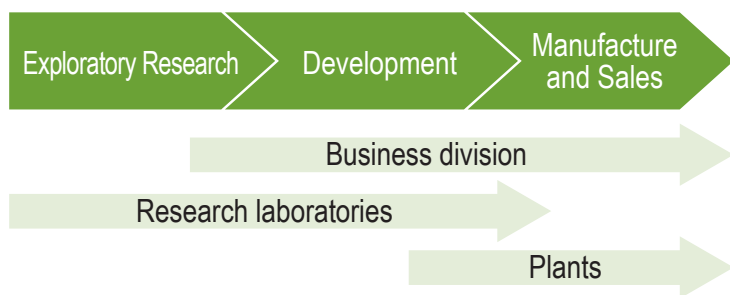 Exploratory Research
Development
Manufacture
and Sales
Business division
Research laboratories
Plants